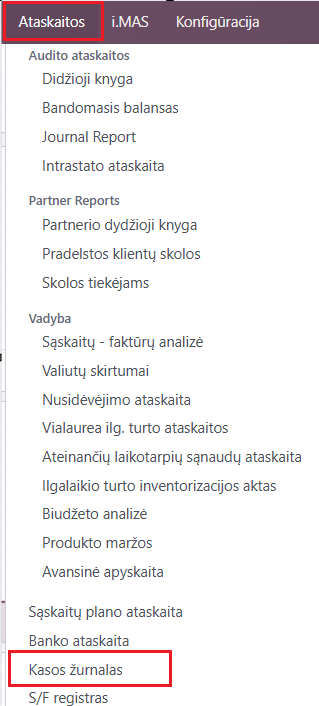 Ataskaitos i.MAS Konfigūracija
Audito ataskaitos
Didžioji knyga
Bandomasis balansas
Journal Report
Intrastato ataskaita
Partner Reports
Partnerio dydžioji knyga
Pradelstos klientų skolos
Skolos tiekėjams
Vadyba
Sąskaitų - faktūrų analizė
Valiutų skirtumai
Nusidėvėjimo ataskaita
Vialaurea ilg. turto ataskaitos
Ateinančių laikotarpių sąnaudų ataskaita
Ilgalaikio turto inventorizacijos aktas
Biudžeto analizė
Produkto maržos
Avansinė apyskaita
Sąskaitų plano ataskaita
Banko ataskaita
Kasos žurnalas
S/F registras